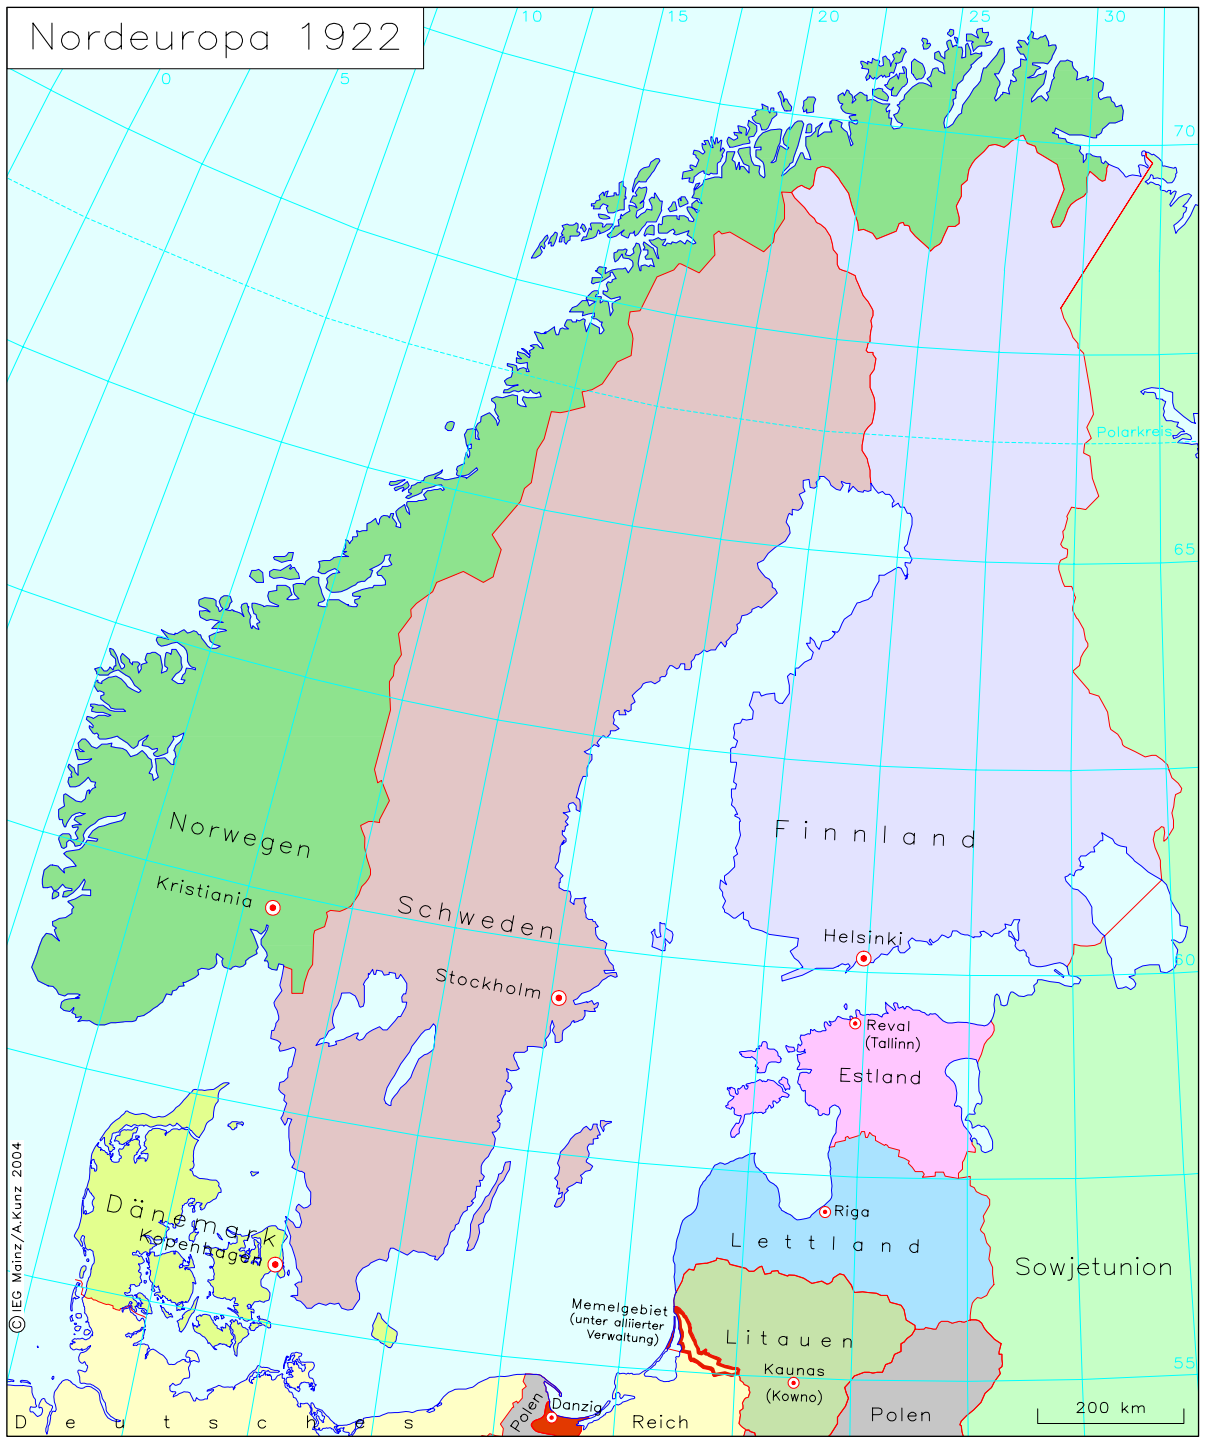 Nordeuropa 1922
0
5
10
15
20
25
30
70
Polarkreis
65
Norwegen
Kristiania
Finnland
Schweden
Helsinki
Stockholm
60
Reval
(Tallinn)
Estland
Dänemark
Kopenhagen
Riga
Lettland
Sowjetunion
Memelgebiet
(unter alliierter
Verwaltung)
Litauen
Kaunas
(Kowno)
55
Deutsches
Polen
Danzig
Reich
Polen
200 km
© IEG Mainz/A.Kunz 2004